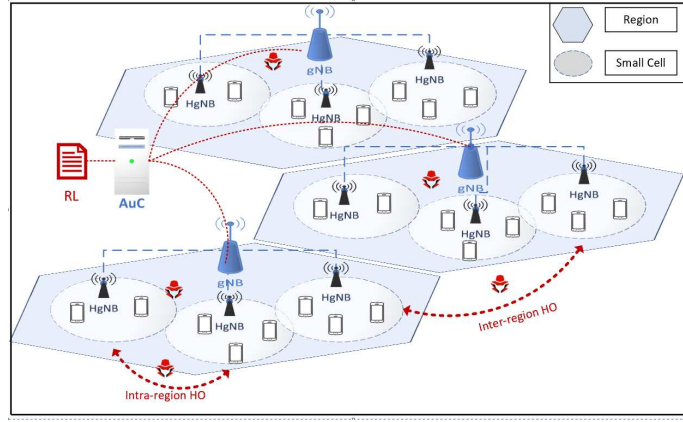 Region
Small Cell
gNB
HgNB
HgNB
HgNB
RL
AuC
gNB
HgNB
HgNB
HgNB
gNB
HgNB
HgNB
HgNB
Inter-region HO
Intra-region HO